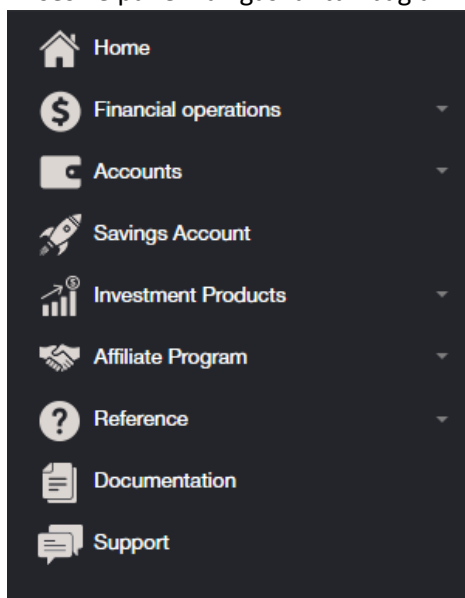 Home
Financial operations
Accounts
Savings Account
Investment Products
Affiliate Program
Reference
Documentation
Support